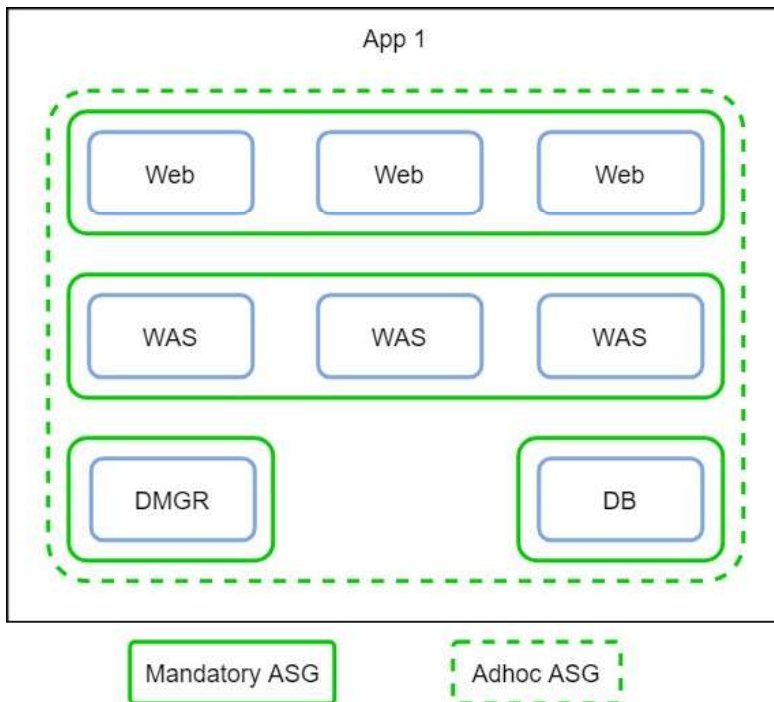 App 1
Web Web Web
WAS WAS WAS
DMGR DB
Mandatory ASG Adhoc ASG